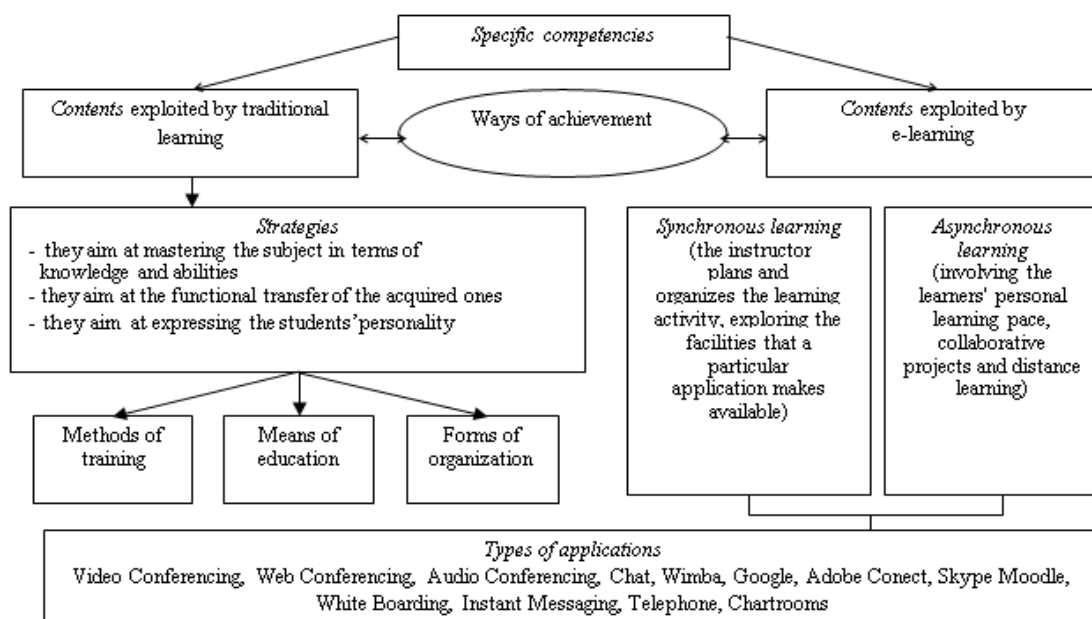 Specific competencies
Contents exploited by traditional
learning
Ways of achievement
Contents exploited by
e-learning
Strategies
- they aim at mastering the subject in terms of
knowledge and abilities
- they aim at the functional transfer of the acquired ones
- they aim at expressing the students'personality
Synchronous learning
(the instructor
plans and
organizes the learning
activity, exploring the
facilities that a
particular
application makes
available)
Asynchronous
learning
(involving the
learners' personal
learning pace,
collaborative
projects and distance
learning)
Methods of
training
Means of
education
Forms of
organization
Types of applications
Video Conferencing, Web Conferencing, Audio Conferencing, Chat, Wimba, Google, Adobe Conect, Skype Moodle,
White Boarding, Instant Messaging, Telephone, Chartrooms